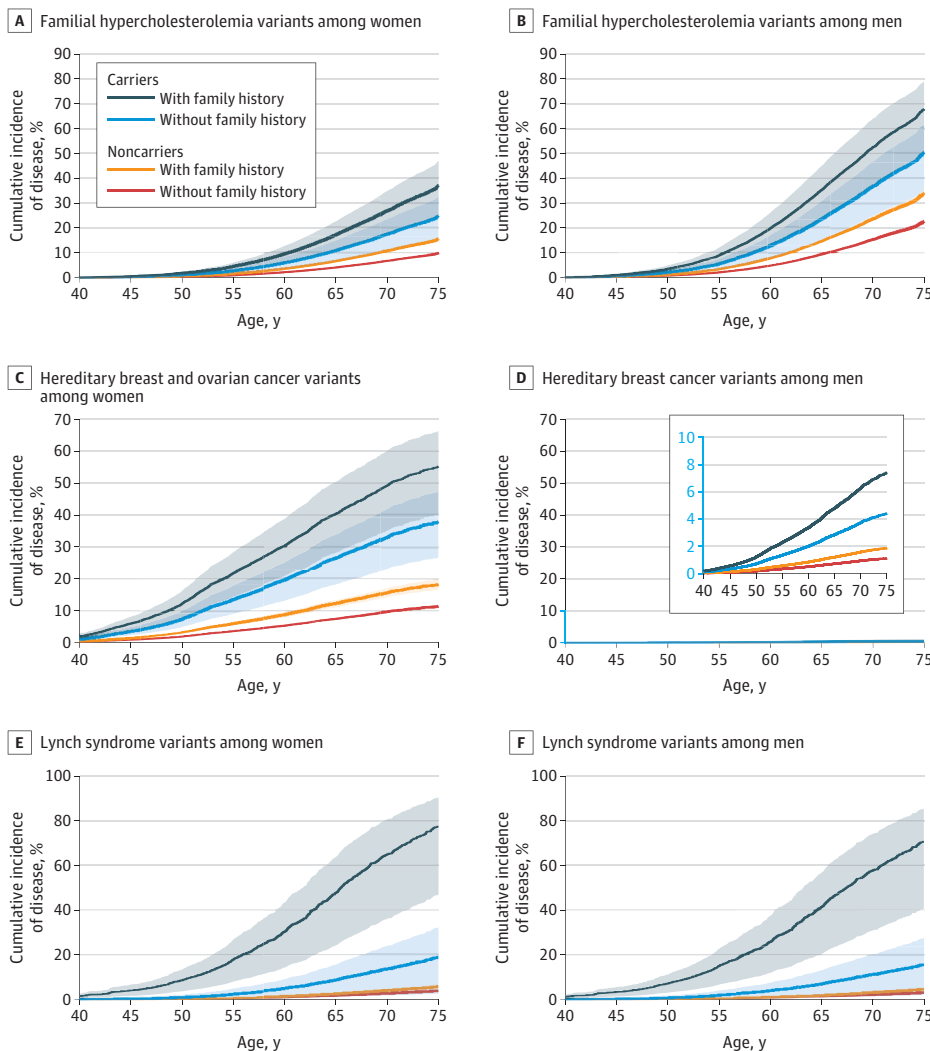 A Familial hypercholesterolemia variants among women
90
80
70
60
50
40
30
20
10
0
Cumulative incidence
of disease, %
Carriers
With family history
Without family history
Noncarriers
With family history
Without family history
40 45 50 55 60 65 70 75
Age, y
B Familial hypercholesterolemia variants among men
90
80
70
60
50
40
30
20
10
0
Cumulative incidence
of disease, %
40 45 50 55 60 65 70 75
Age, y
C Hereditary breast and ovarian cancer variants
among women
70
60
50
40
30
20
10
0
Cumulative incidence
of disease, %
40 45 50 55 60 65 70 75
Age, y
D Hereditary breast cancer variants among men
70
60
50
40
30
20
10
0
Cumulative incidence
of disease, %
10
8
6
4
2
0
40 45 50 55 60 65 70 75
40 45 50 55 60 65 70 75
Age, y
E Lynch syndrome variants among women
100
80
60
40
20
0
Cumulative incidence
of disease, %
40 45 50 55 60 65 70 75
Age, y
F Lynch syndrome variants among men
100
80
60
40
20
0
Cumulative incidence
of disease, %
40 45 50 55 60 65 70 75
Age, y